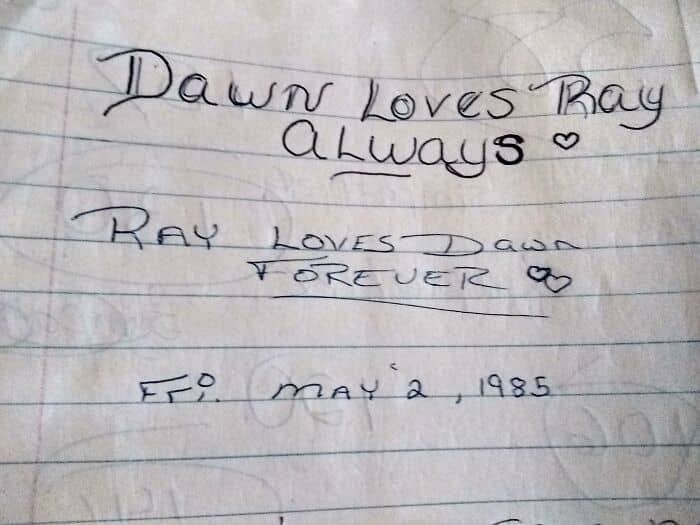 Dawn Loves Ray
ALWays ♡
RAY LOVES Dawn
FOREVER
Fri. MAY 2, 1985